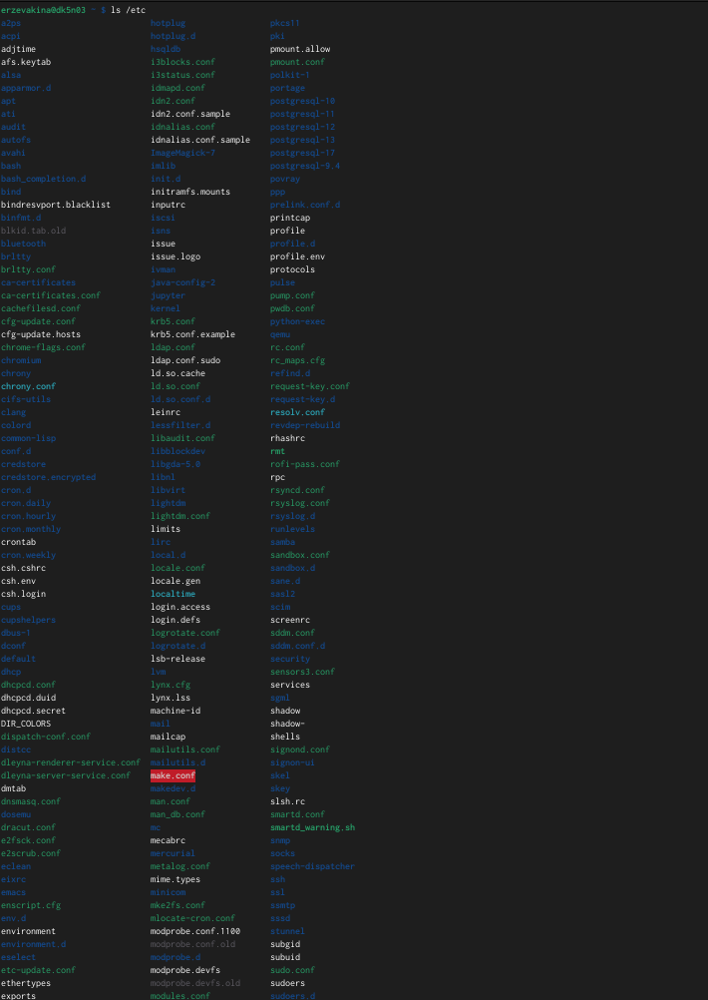 erzevakina@dk5n03 ~ $ ls /etc
a2ps hotplug pkcs11
acpi hotplug.d pki
adjtime hsqldb pmount.allow
afs.keytab i3blocks.conf pmount.conf
alsa i3status.conf polkit-1
apparmor.d idmapd.conf portage
apt idn2.conf postgresql-10
ati idn2.conf.sample postgresql-11
audit idnalias.conf postgresql-12
autofs idnalias.conf.sample postgresql-13
avahi ImageMagick-7 postgresql-17
bash imlib postgresql-9.4
bash_completion.d init.d povray
bind initramfs.mounts ppp
bindresvport.blacklist inputrc prelink.conf.d
binfmt.d iscsi printcap
blkid.tab.old isns profile
bluetooth issue profile.d
brltty issue.logo profile.env
brltty.conf ivman protocols
ca-certificates java-config-2 pulse
ca-certificates.conf jupyter pump.conf
cachefilesd.conf kernel pwdb.conf
cfg-update.conf krb5.conf python-exec
cfg-update.hosts krb5.conf.example qemu
chrome-flags.conf ldap.conf rc.conf
chromium ldap.conf.sudo rc_maps.cfg
chrony ld.so.cache refind.d
chrony.conf ld.so.conf request-key.conf
cifs-utils ld.so.conf.d request-key.d
clang leinrc resolv.conf
colord lessfilter.d revdep-rebuild
common-lisp libaudit.conf rhashrc
conf.d libblockdev rmt
credstore libgda-5.0 rofi-pass.conf
credstore.encrypted libnl rpc
cron.d libvirt rsyncd.conf
cron.daily lightdm rsyslog.conf
cron.hourly lightdm.conf rsyslog.d
cron.monthly limits runlevels
crontab lirc samba
cron.weekly local.d sandbox.conf
csh.cshrc locale.conf sandbox.d
csh.env locale.gen sane.d
csh.login localtime sasl2
cups login.access scim
cupshelpers login.defs screenrc
dbus-1 logrotate.conf sddm.conf
dconf logrotate.d sddm.conf.d
default lsb-release security
dhcp lvm sensors3.conf
dhcpcd.conf lynx.cfg services
dhcpcd.duid lynx.lss sgml
dhcpcd.secret machine-id shadow
DIR_COLORS mail shadow-
dispatch-conf.conf mailcap shells
distcc mailutils.conf signond.conf
dleyna-renderer-service.conf mailutils.d signon-ui
dleyna-server-service.conf make.conf skel
dmtab makedev.d skey
dnsmasq.conf man.conf slsh.rc
dosemu man_db.conf smartd.conf
dracut.conf mc smartd_warning.sh
e2fsck.conf mecabrc snmp
e2scrub.conf mercurial socks
eclean metalog.conf speech-dispatcher
eixrc mime.types ssh
emacs minicom ssl
enscript.cfg mke2fs.conf ssmtp
env.d mlocate-cron.conf sssd
environment modprobe.conf.1100 stunnel
environment.d modprobe.conf.old subgid
eselect modprobe.d subuid
etc-update.conf modprobe.devfs sudo.conf
ethertypes modprobe.devfs.old sudoers
exports modules.conf sudoers.d